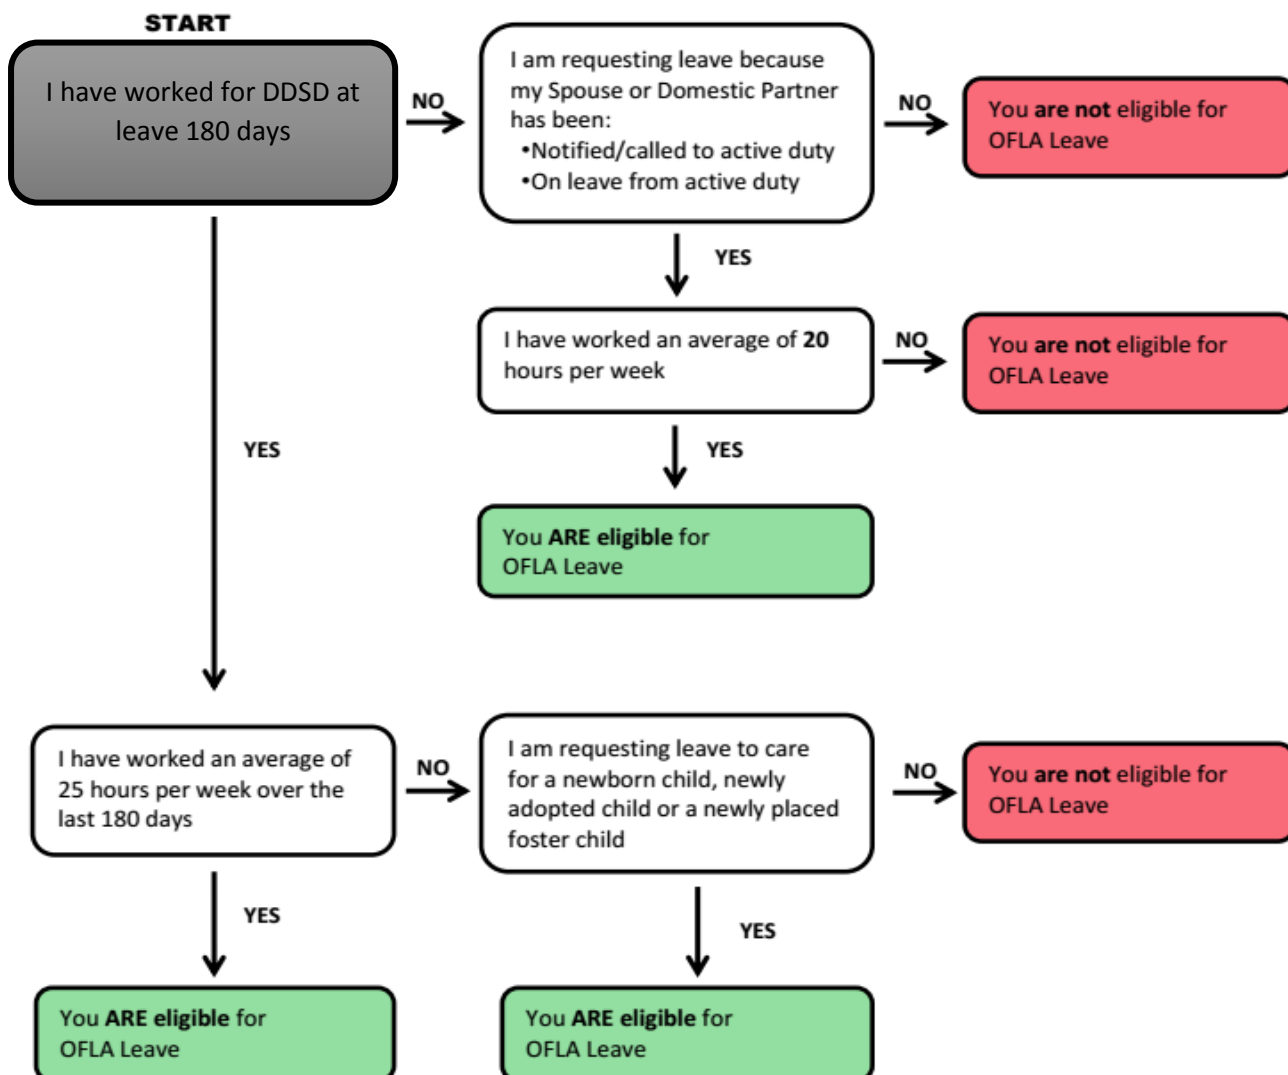 START
I have worked for DDSD at
leave 180 days
NO
I am requesting leave because
my Spouse or Domestic Partner
has been:
•Notified/called to active duty
•On leave from active duty
NO
You are not eligible for
OFLA Leave
YES
I have worked an average of 20
hours per week
NO
You are not eligible for
OFLA Leave
YES
YES
You ARE eligible for
OFLA Leave
I have worked an average of
25 hours per week over the
last 180 days
NO
I am requesting leave to care
for a newborn child, newly
adopted child or a newly placed
foster child
NO
You are not eligible for
OFLA Leave
YES
YES
You ARE eligible for
OFLA Leave
You ARE eligible for
OFLA Leave